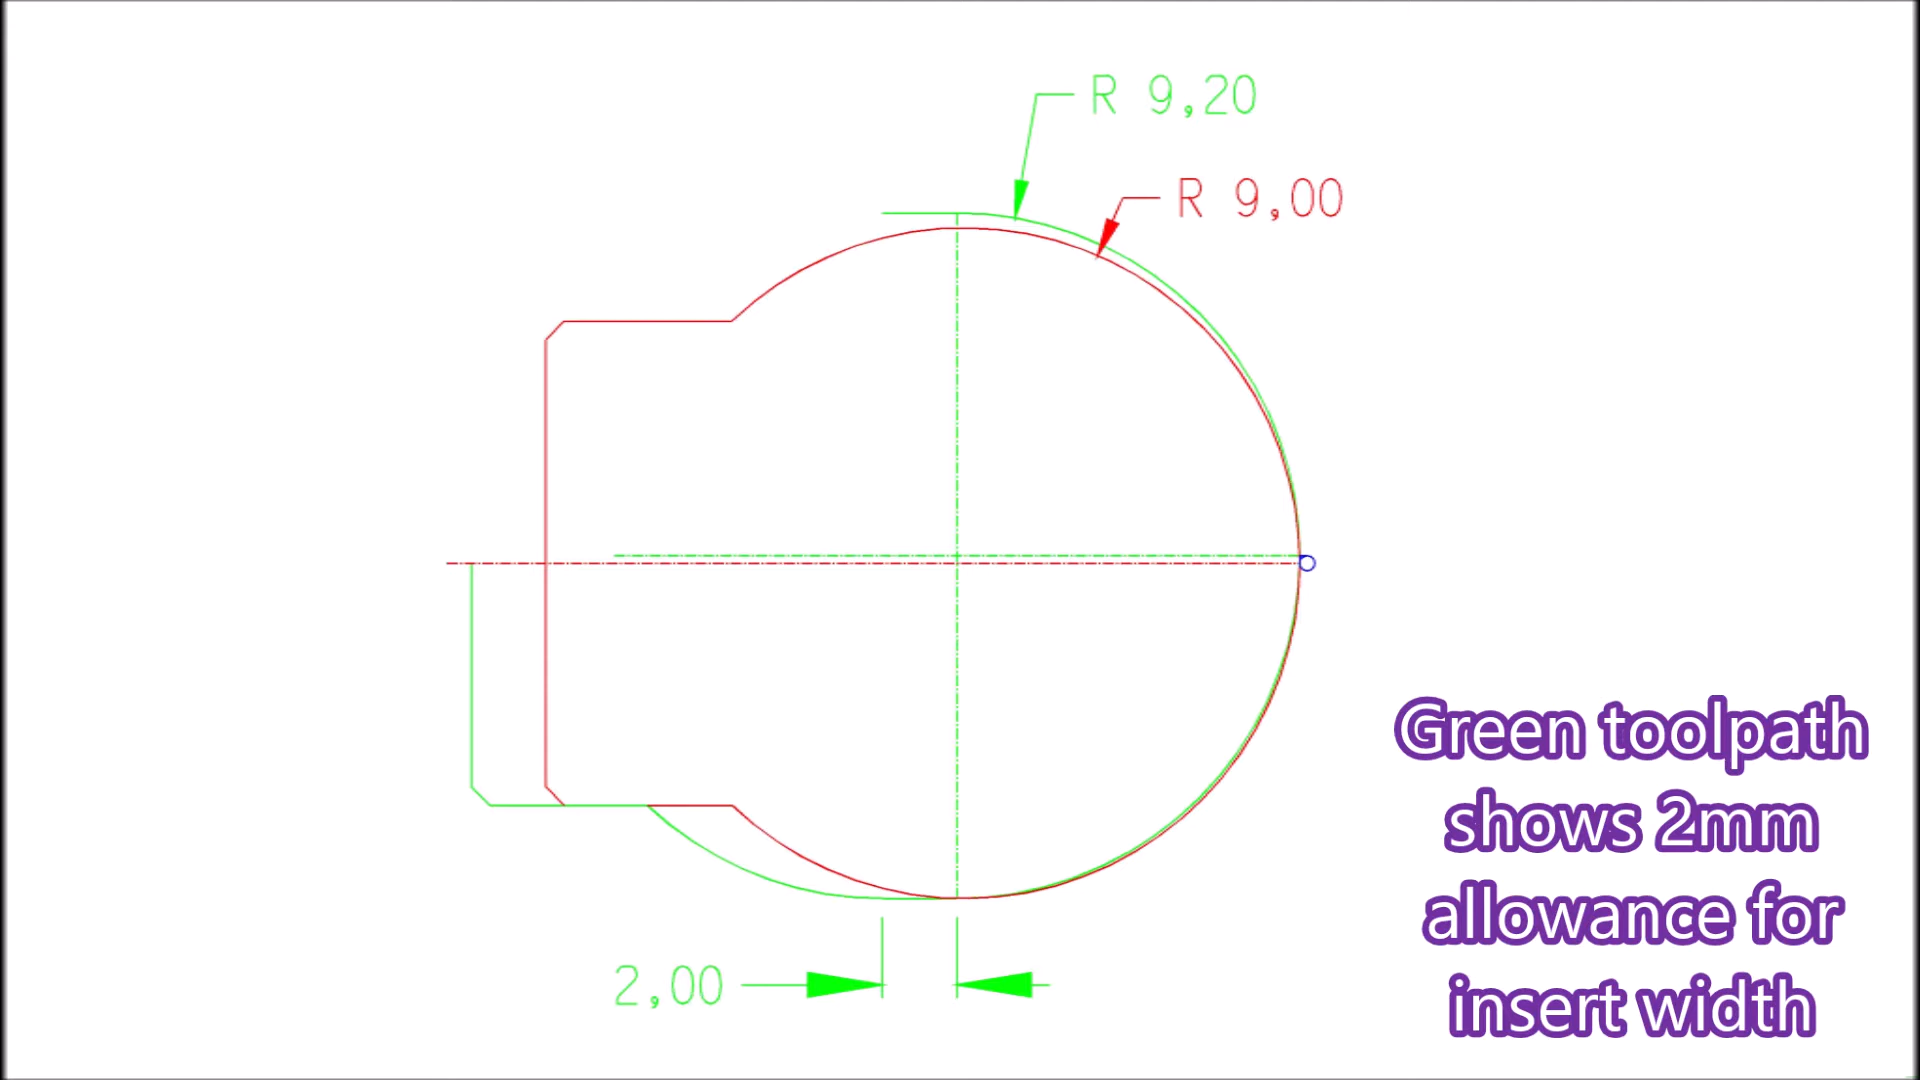 R 9,20
R 9,00
2,00
Green toolpath
shows 2mm
allowance for
insert width